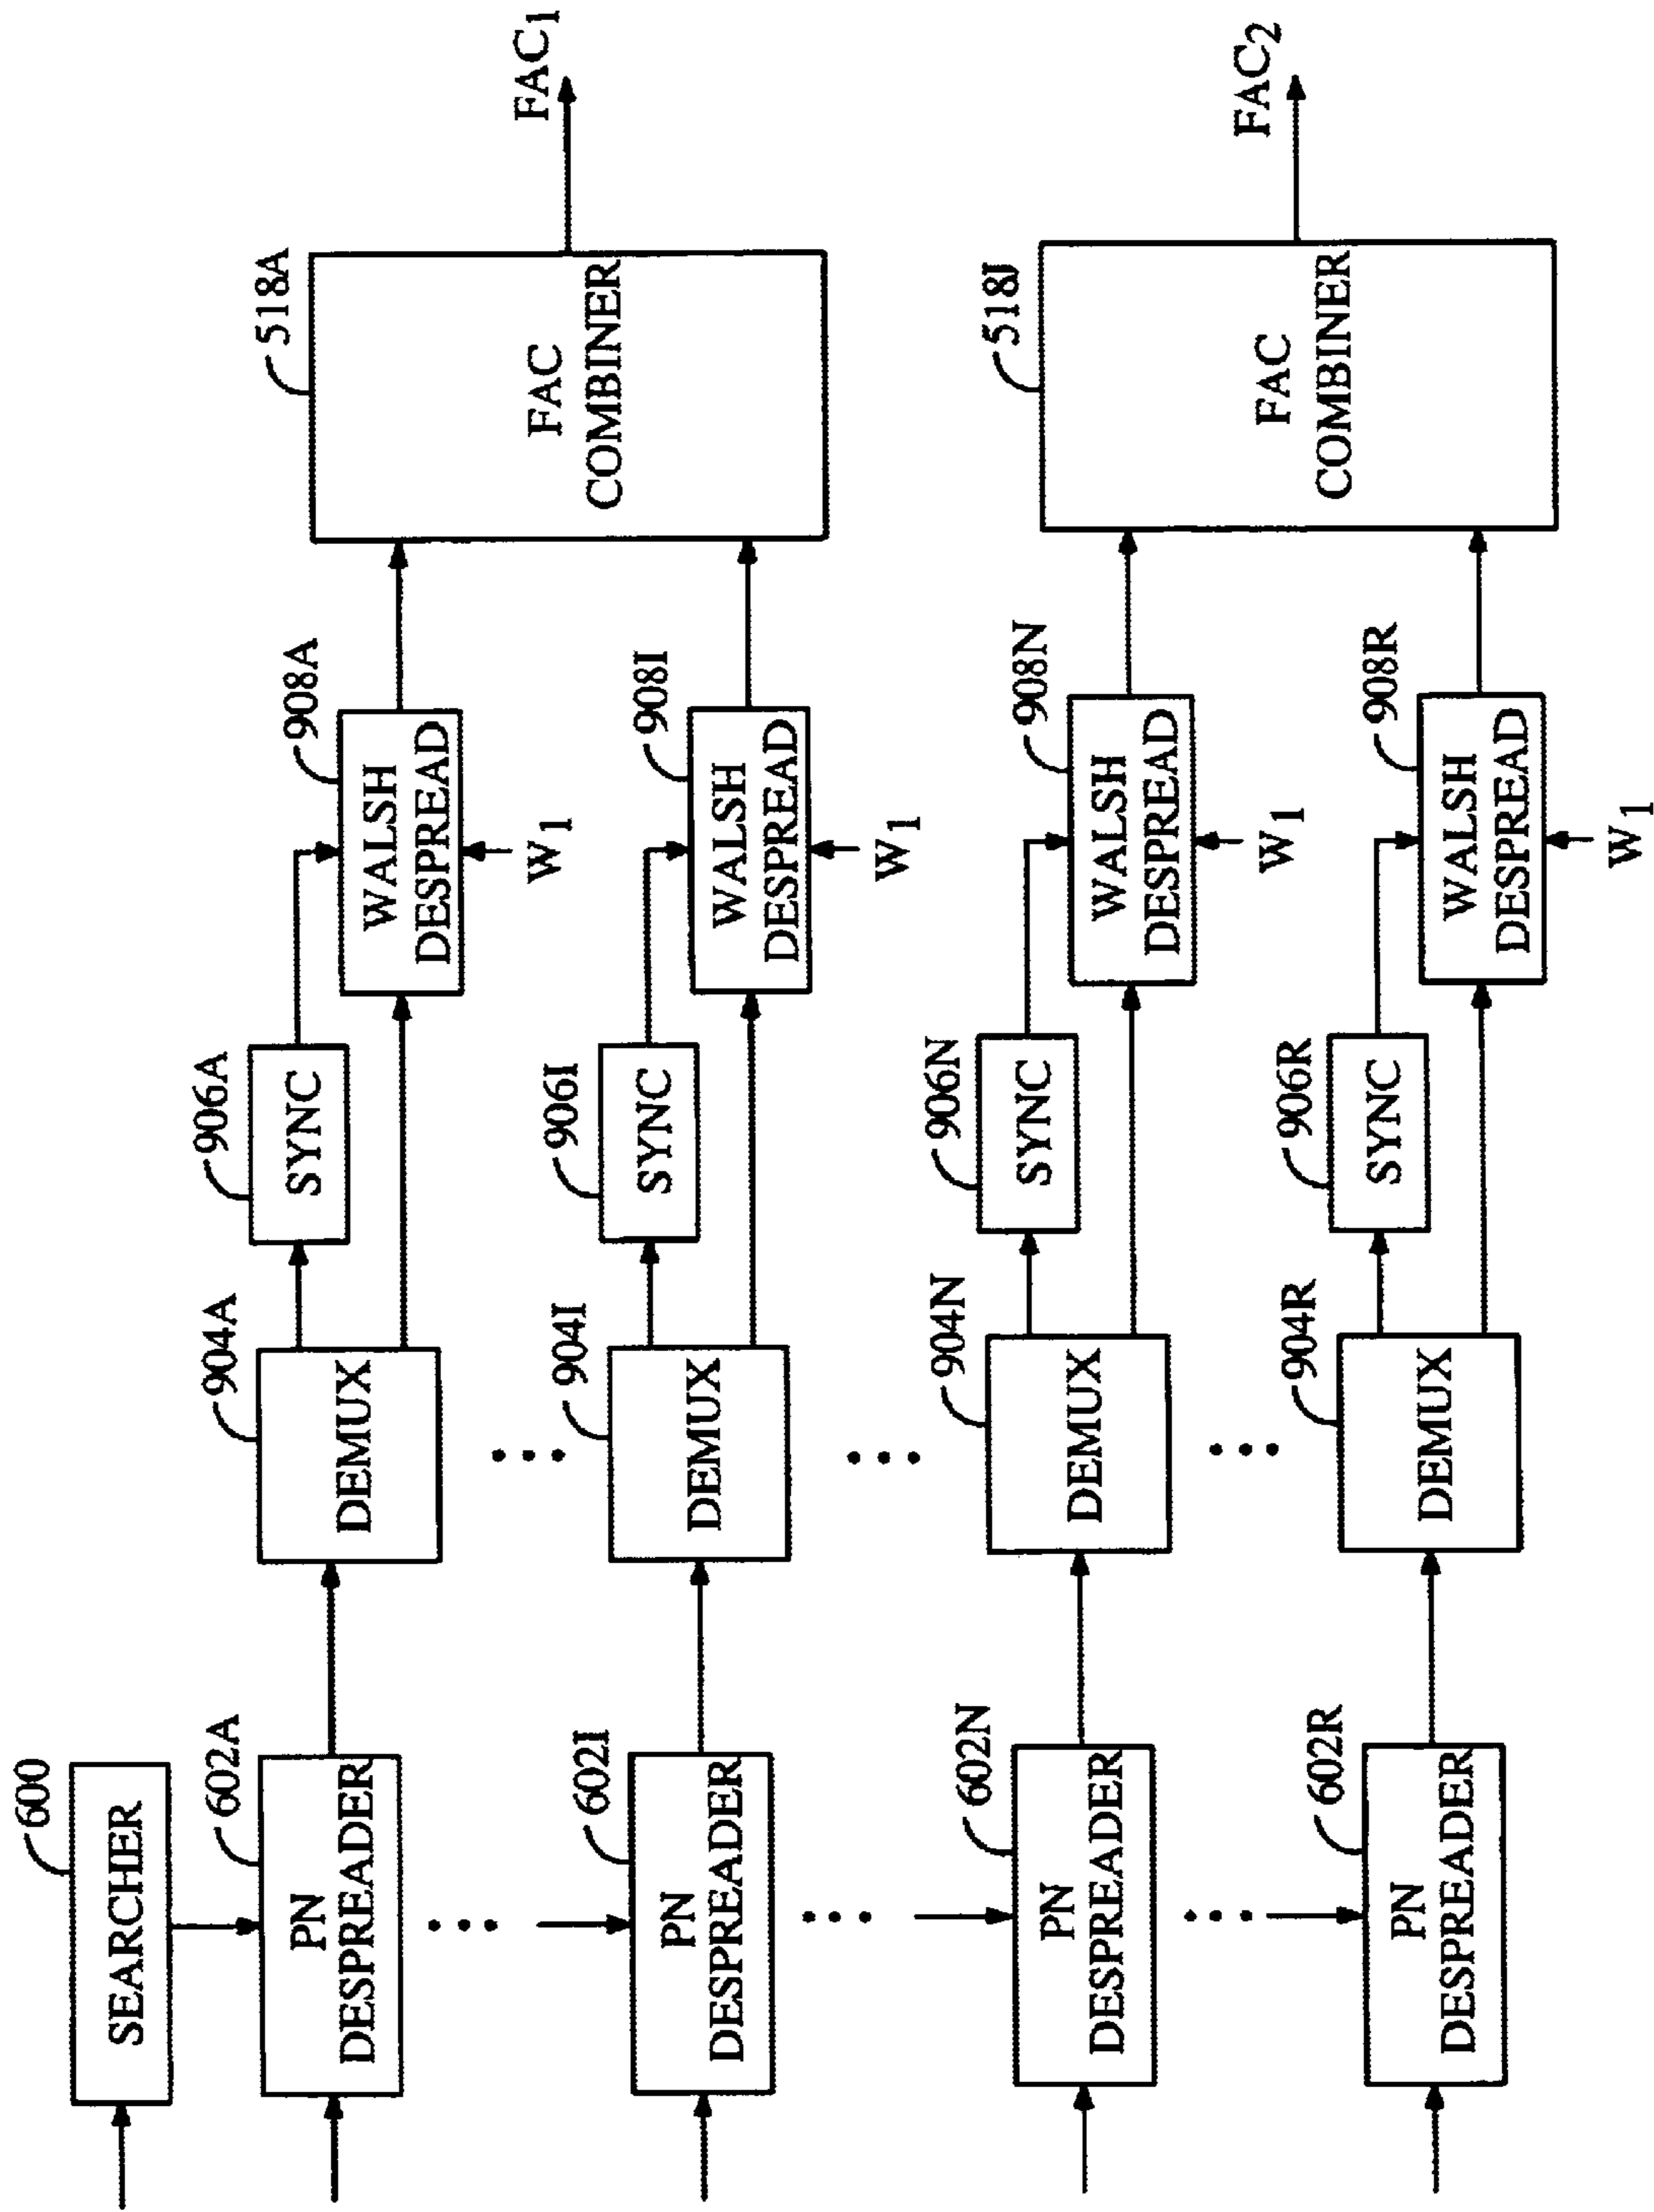 600
SEARCHER
602A
PN
DESPREADER
904A
DEMUX
906A
SYNC
908A
WALSH
DESPREAD
W1
518A
FAC
COMBINER
FAC1
602I
PN
DESPREADER
904I
DEMUX
906I
SYNC
908I
WALSH
DESPREAD
W1
602N
PN
DESPREADER
904N
DEMUX
906N
SYNC
908N
WALSH
DESPREAD
W1
518J
FAC
COMBINER
FAC2
602R
PN
DESPREADER
904R
DEMUX
906R
SYNC
908R
WALSH
DESPREAD
W1